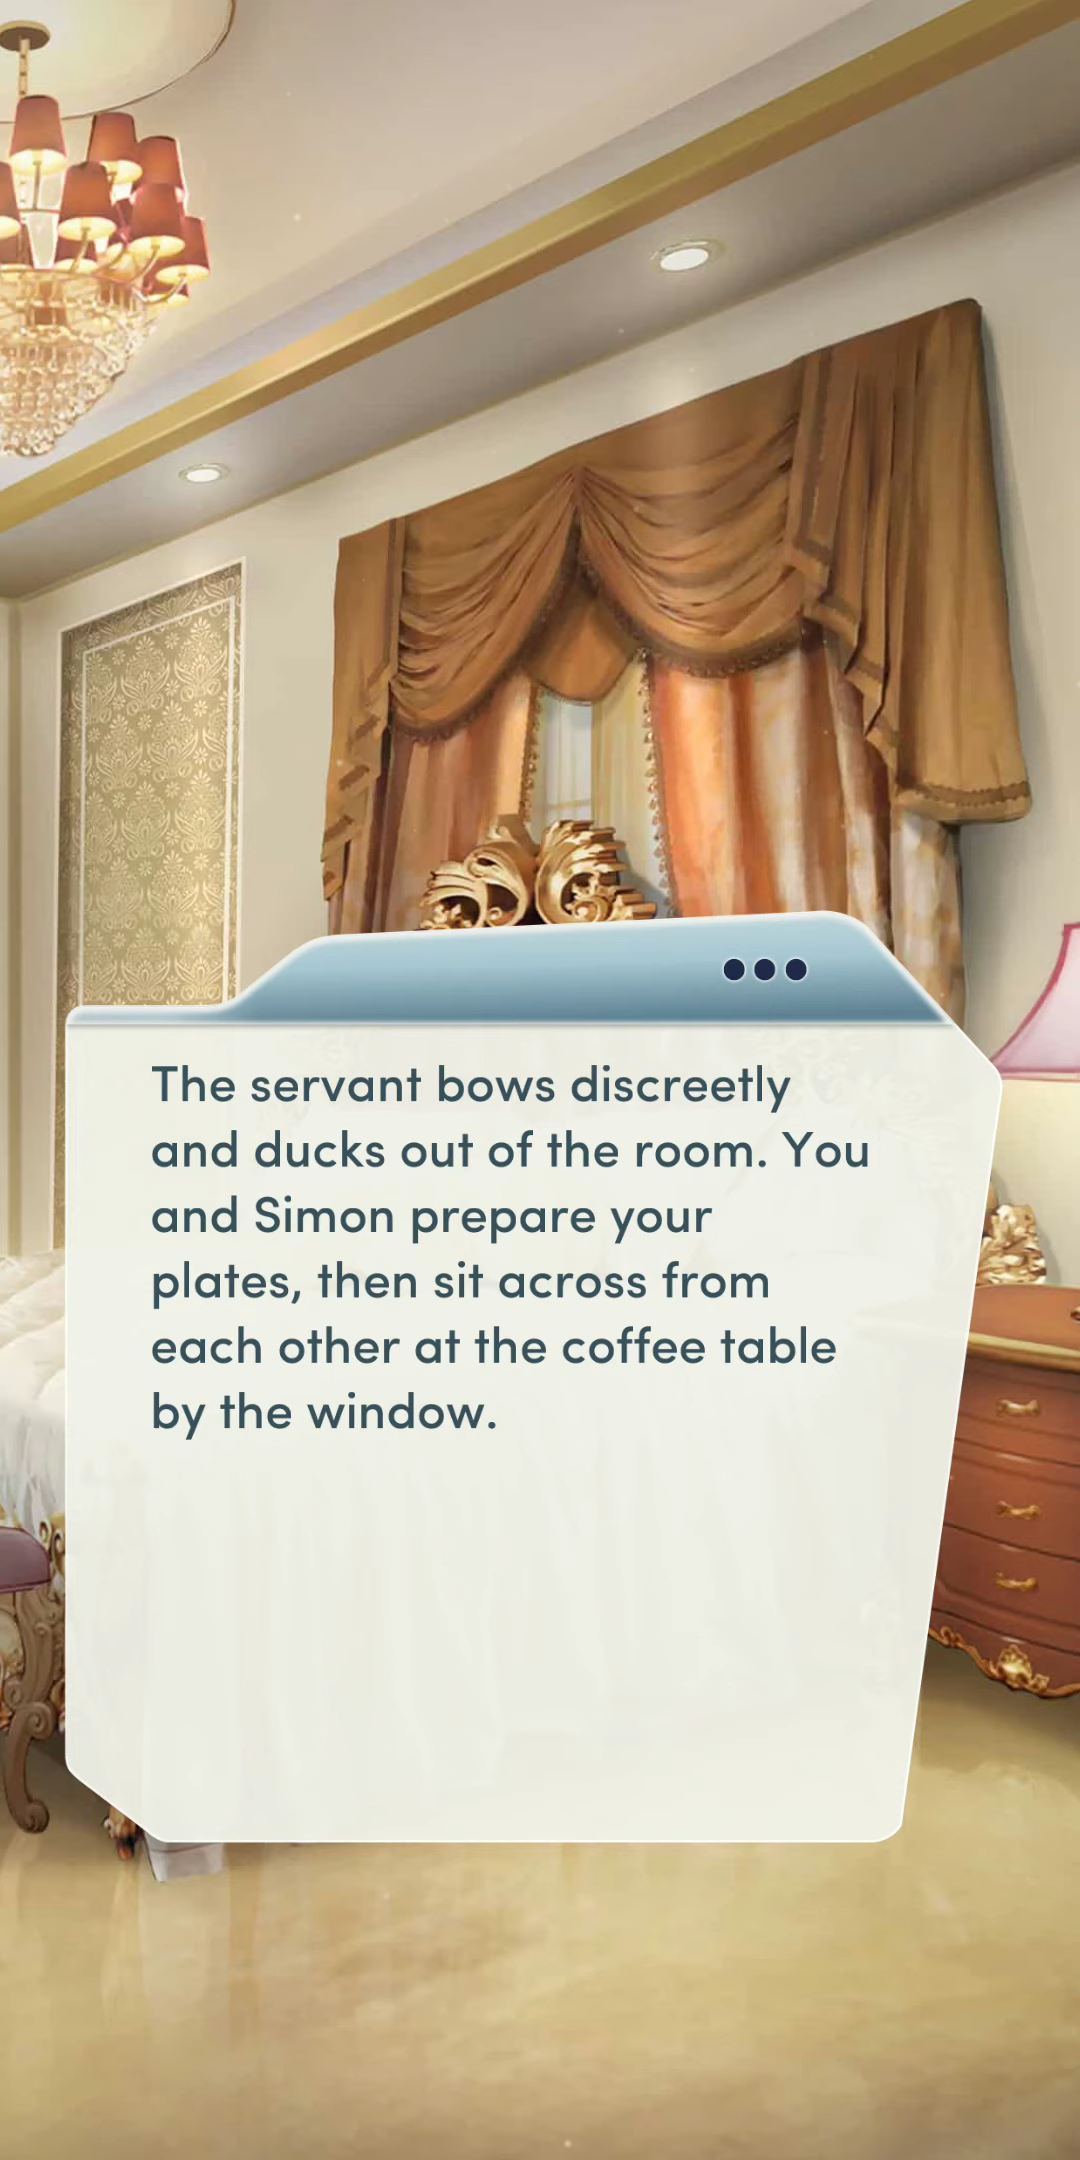 The servant bows discreetly
and ducks out of the room. You
and Simon prepare your
plates, then sit across from
each other at the coffee table
by the window.